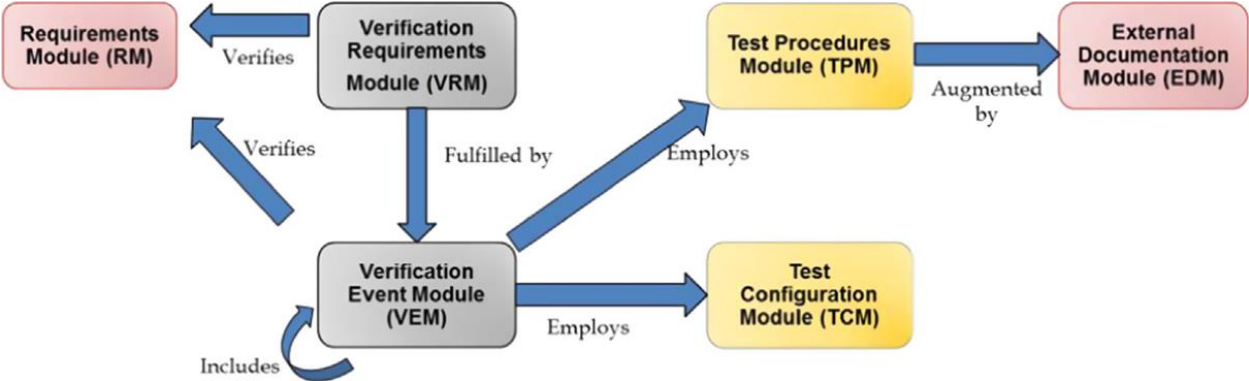 Requirements
Module (RM)
Verifies
Verification
Requirements
Module (VRM)
Test Procedures
Module (TPM)
Augmented
by
External
Documentation
Module (EDM)
Verifies
Fulfilled by
Employs
Verification
Event Module
(VEM)
Employs
Test
Configuration
Module (TCM)
Includes